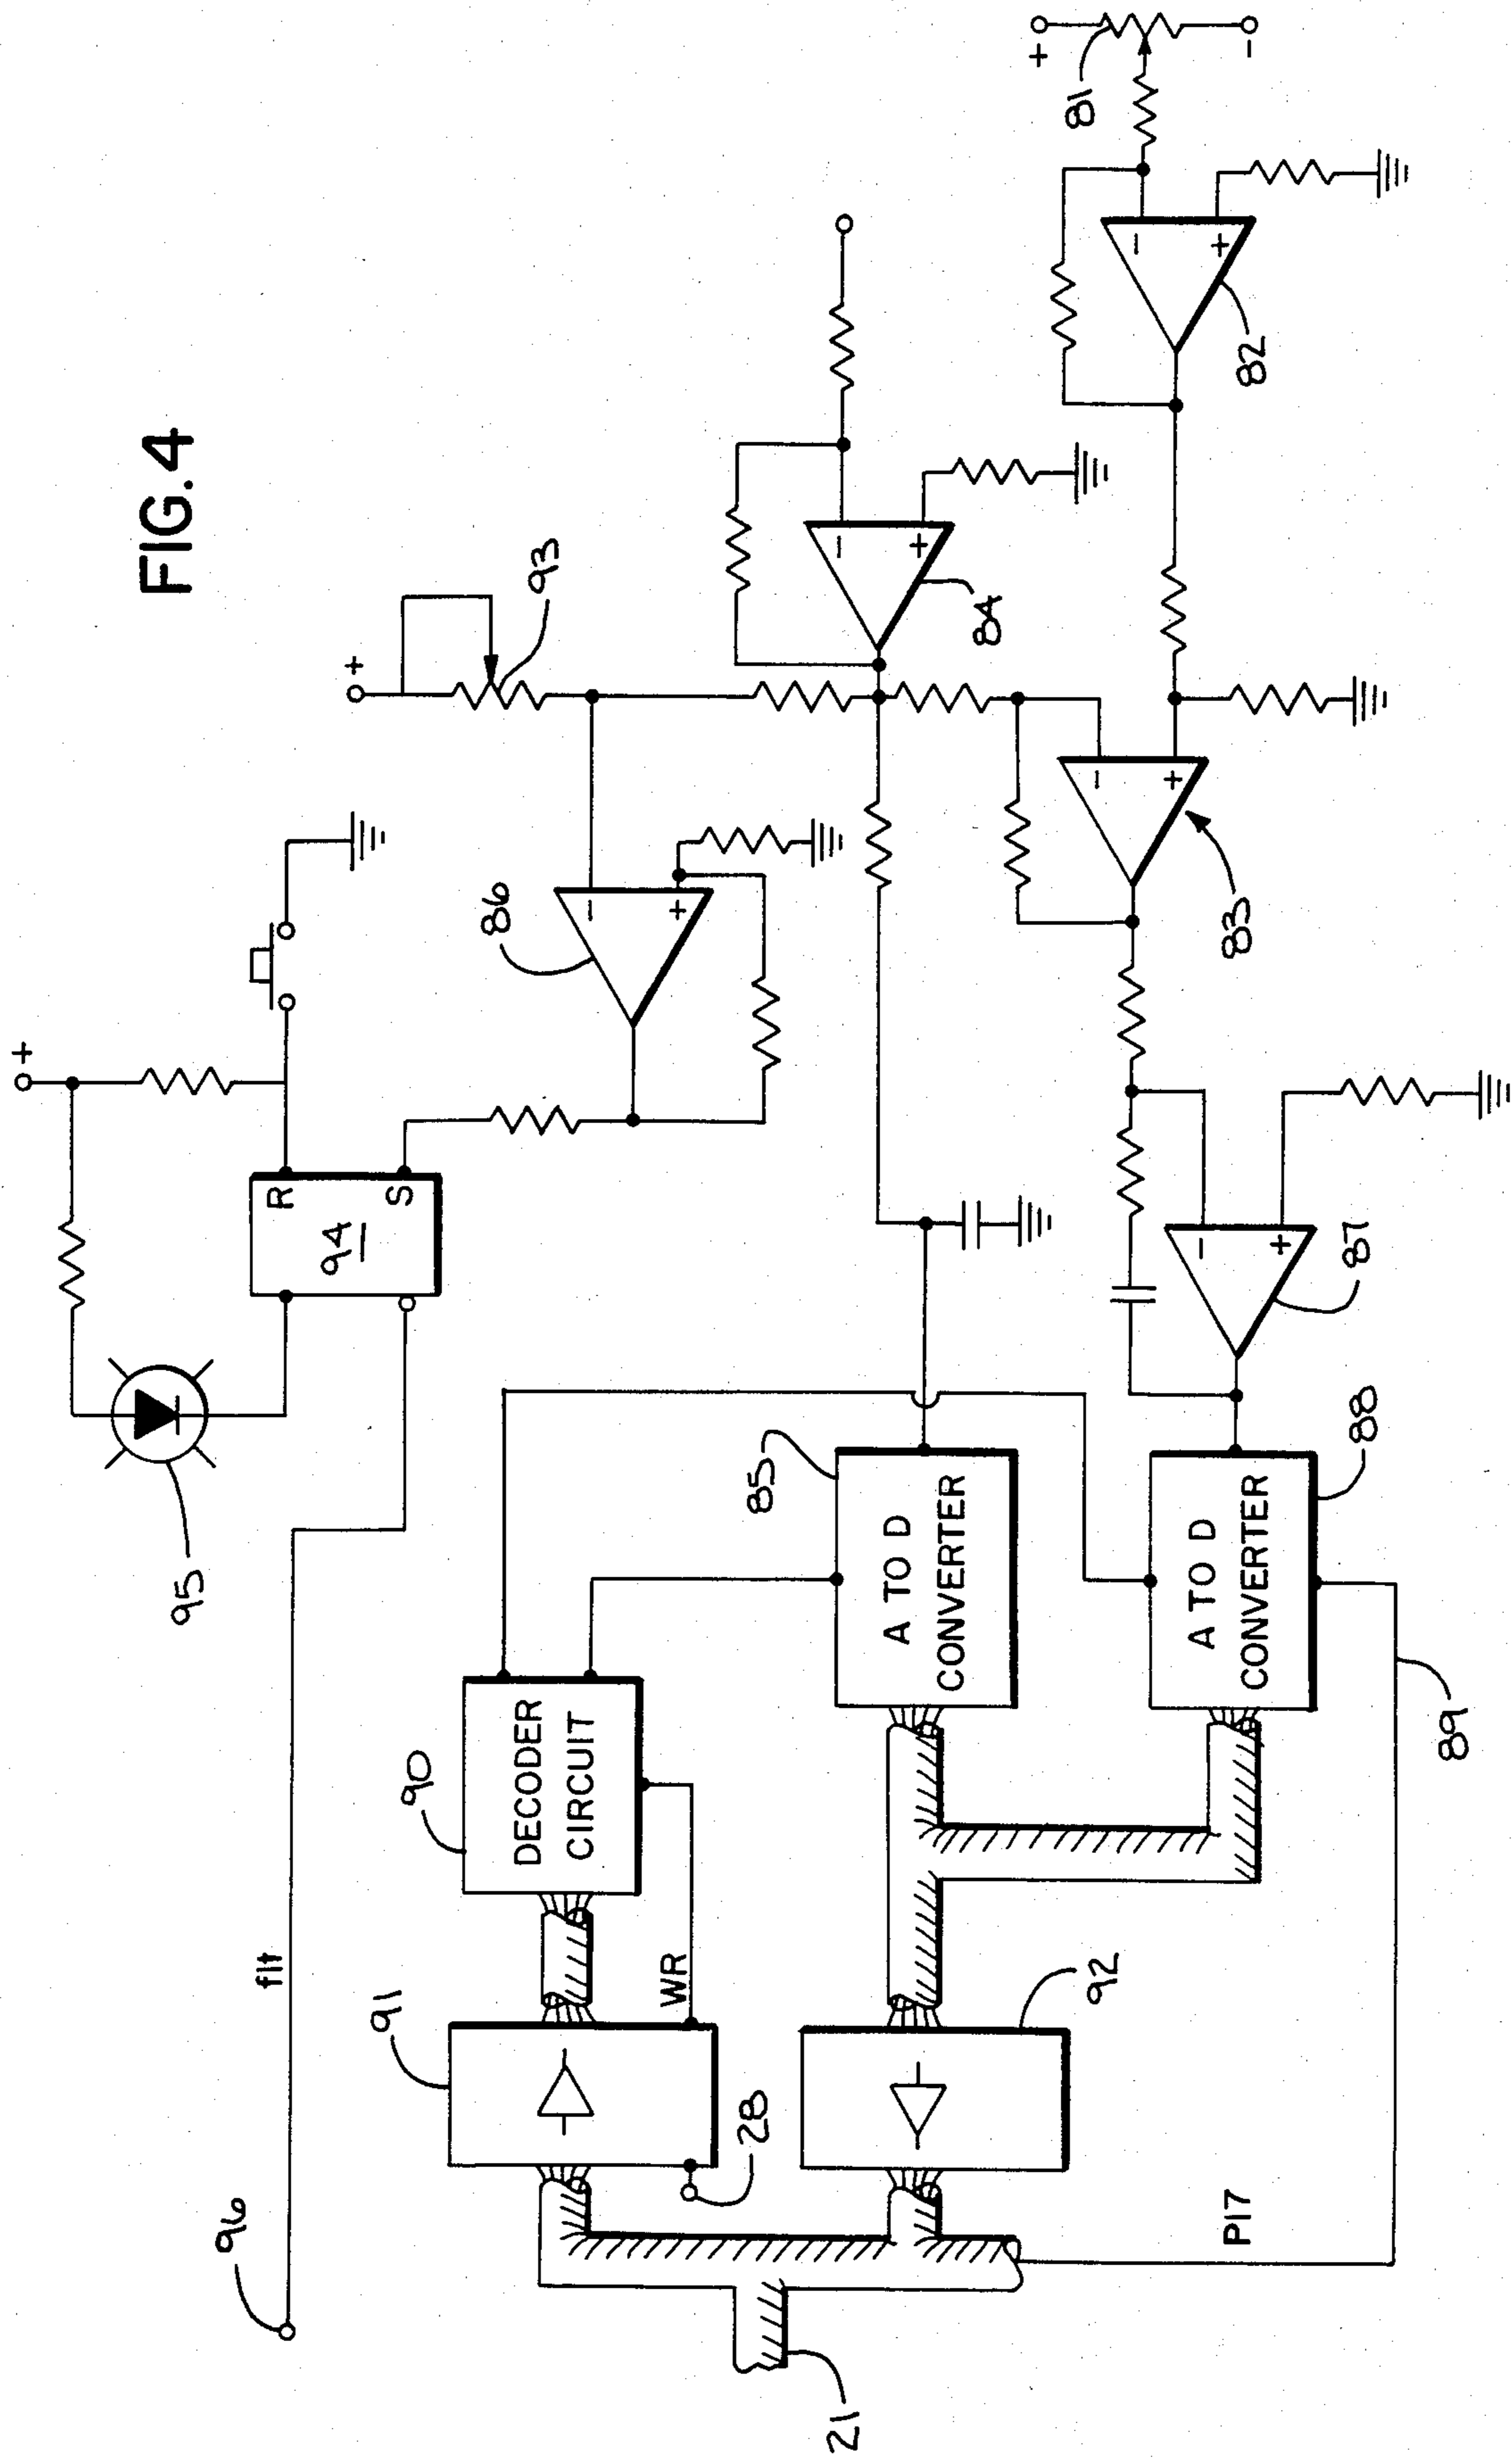 FIG.4
+
81
-
-
+
82
-
+
84
+
93
-
+
83
-
+
86
+
R
S
94
95
-
+
87
85
A TO D
CONVERTER
88
A TO D
CONVERTER
89
90
DECODER
CIRCUIT
WR
flt
91
92
28
P17
96
21